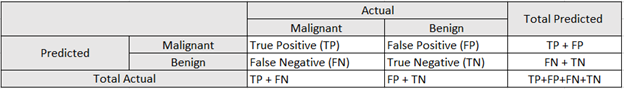 Actual Total Predicted
Malignant Benign
Predicted Malignant True Positive (TP) False Positive (FP) TP + FP
Benign False Negative (FN) True Negative (TN) FN + TN
Total Actual TP + FN FP + TN TP+FP+FN+TN